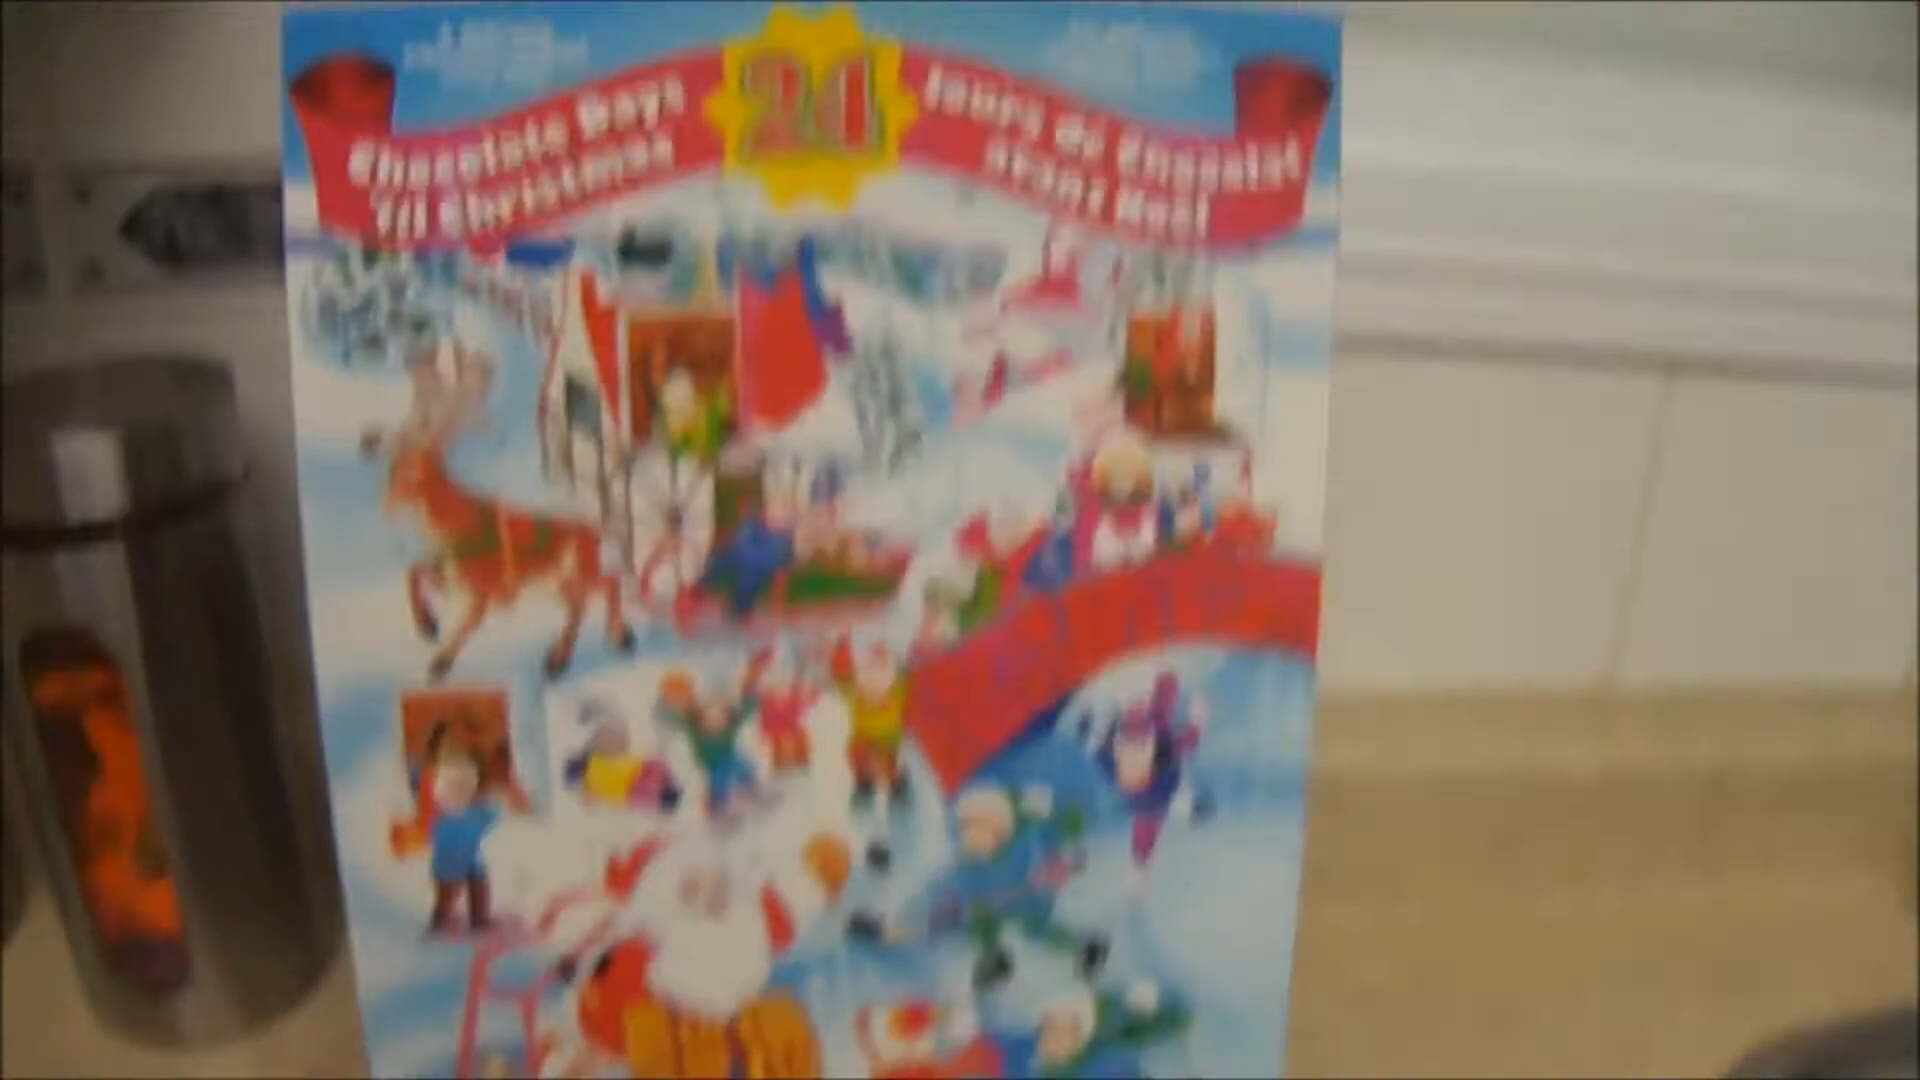 24
Chocolate Days
'Til Christmas
Jours de Chocolat
avant Noël